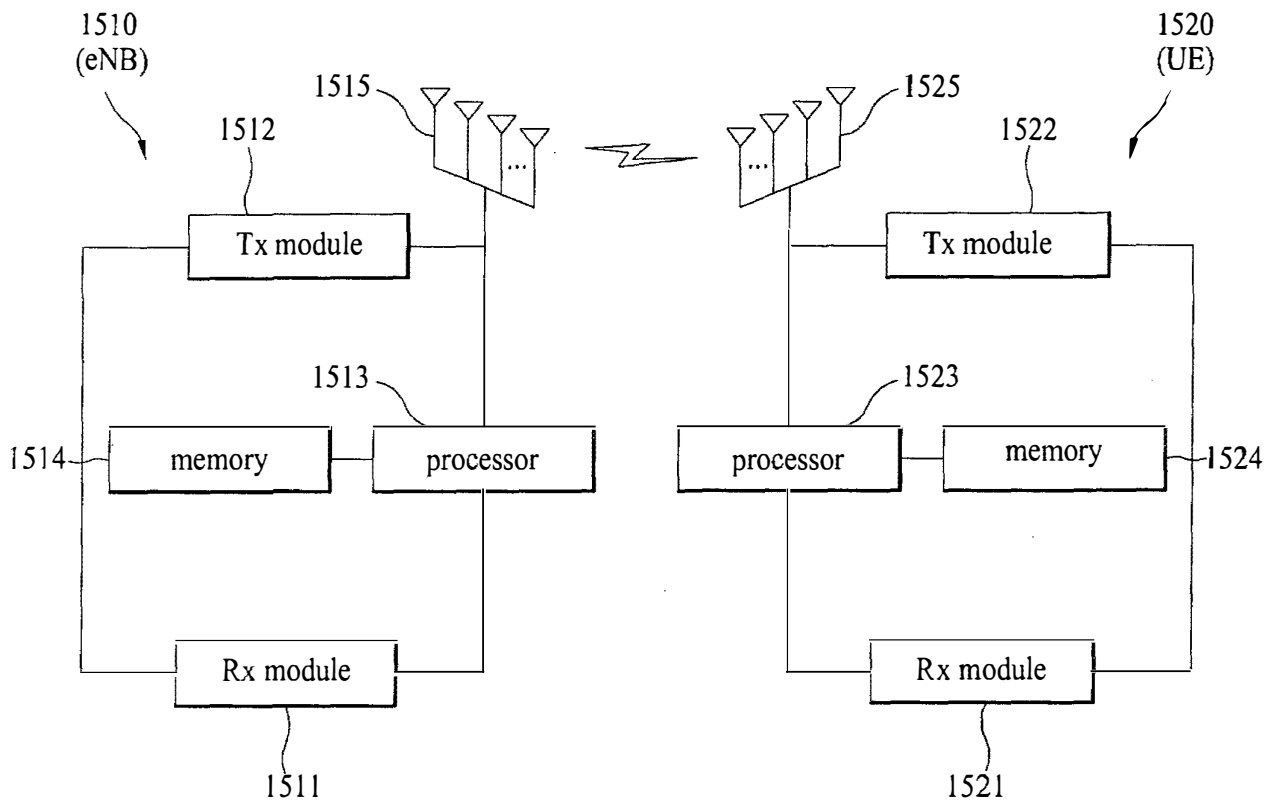 1510
(eNB)
1520
(UE)
1515
1525
1512
1522
Tx module
Tx module
...
...
1513
1523
1514
memory
processor
processor
memory
1524
Rx module
Rx module
1511
1521